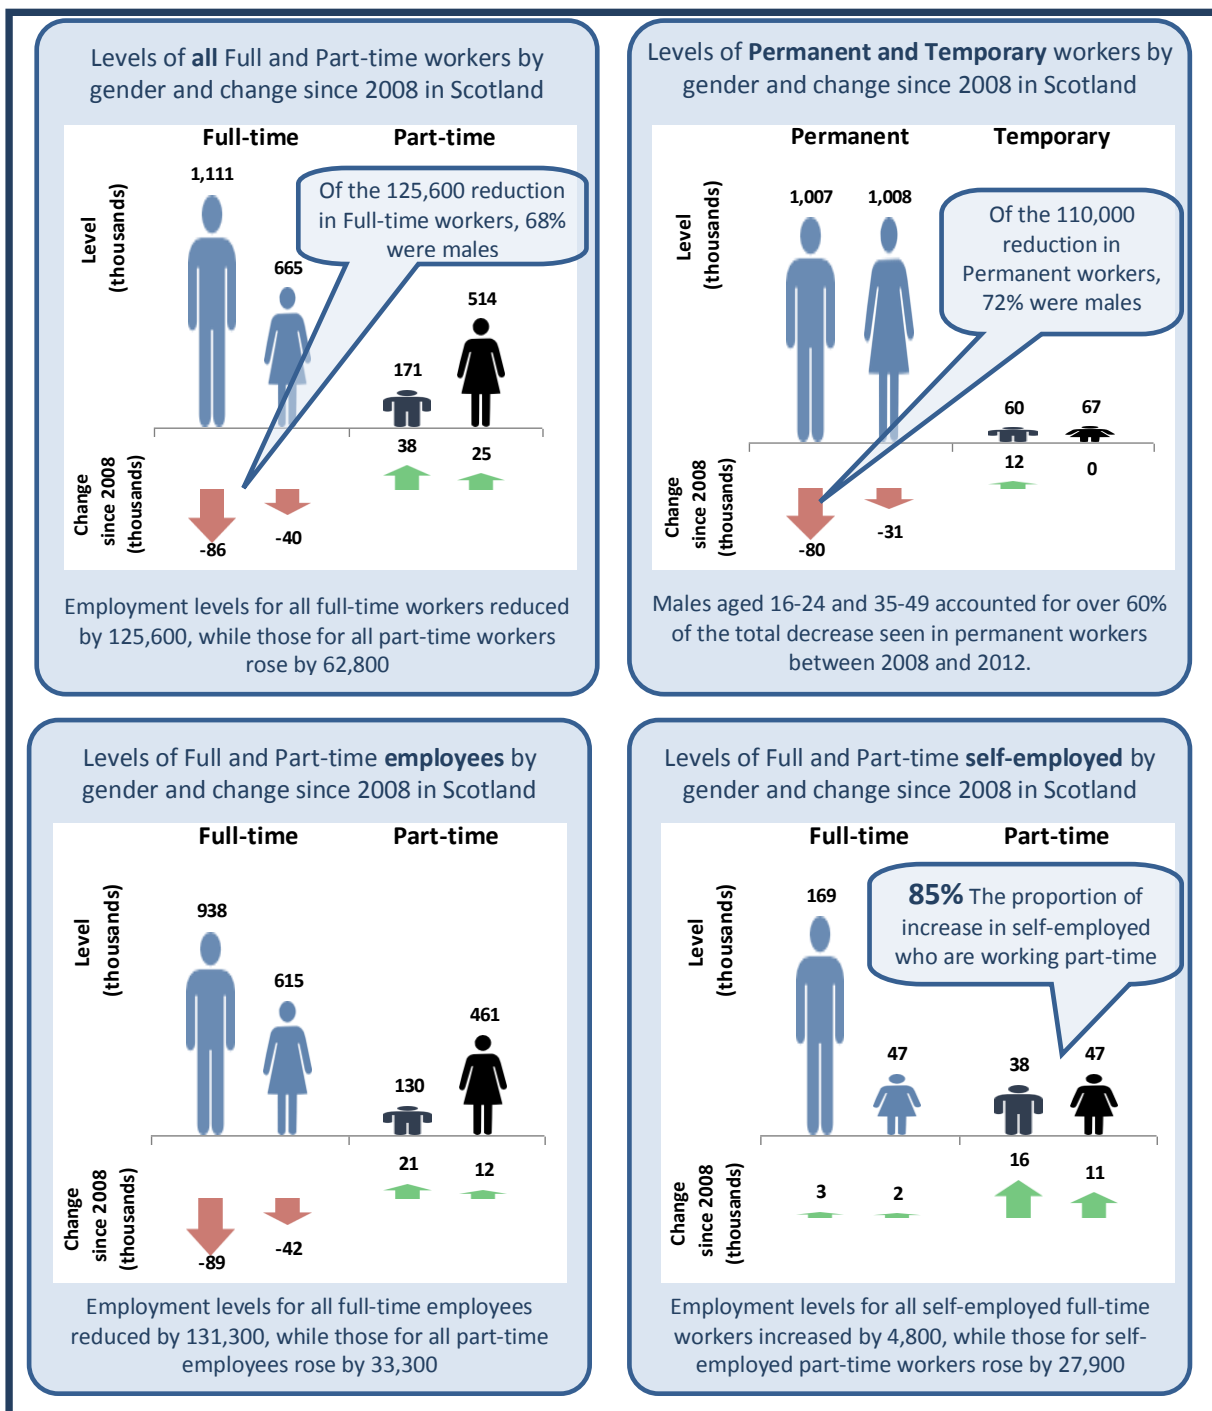 Levels of all Full and Part-time workers by
gender and change since 2008 in Scotland
Full-time
Part-time
Level
(thousands)
1,111
665
171
514
Of the 125,600 reduction
in Full-time workers, 68%
were males
Change
since 2008
(thousands)
-86
-40
38
25
Employment levels for all full-time workers reduced
by 125,600, while those for all part-time workers
rose by 62,800
Levels of Permanent and Temporary workers by
gender and change since 2008 in Scotland
Permanent
Temporary
Level
(thousands)
1,007
1,008
60
67
Of the 110,000
reduction in
Permanent workers,
72% were males
Change
since 2008
(thousands)
-80
-31
12
0
Males aged 16-24 and 35-49 accounted for over 60%
of the total decrease seen in permanent workers
between 2008 and 2012.
Levels of Full and Part-time employees by
gender and change since 2008 in Scotland
Full-time
Part-time
Level
(thousands)
938
615
130
461
Change
since 2008
(thousands)
-89
-42
21
12
Employment levels for all full-time employees
reduced by 131,300, while those for all part-time
employees rose by 33,300
Levels of Full and Part-time self-employed by
gender and change since 2008 in Scotland
Full-time
Part-time
Level
(thousands)
169
47
38
47
85% The proportion of
increase in self-employed
who are working part-time
Change
since 2008
(thousands)
3
2
16
11
Employment levels for all self-employed full-time
workers increased by 4,800, while those for self-
employed part-time workers rose by 27,900